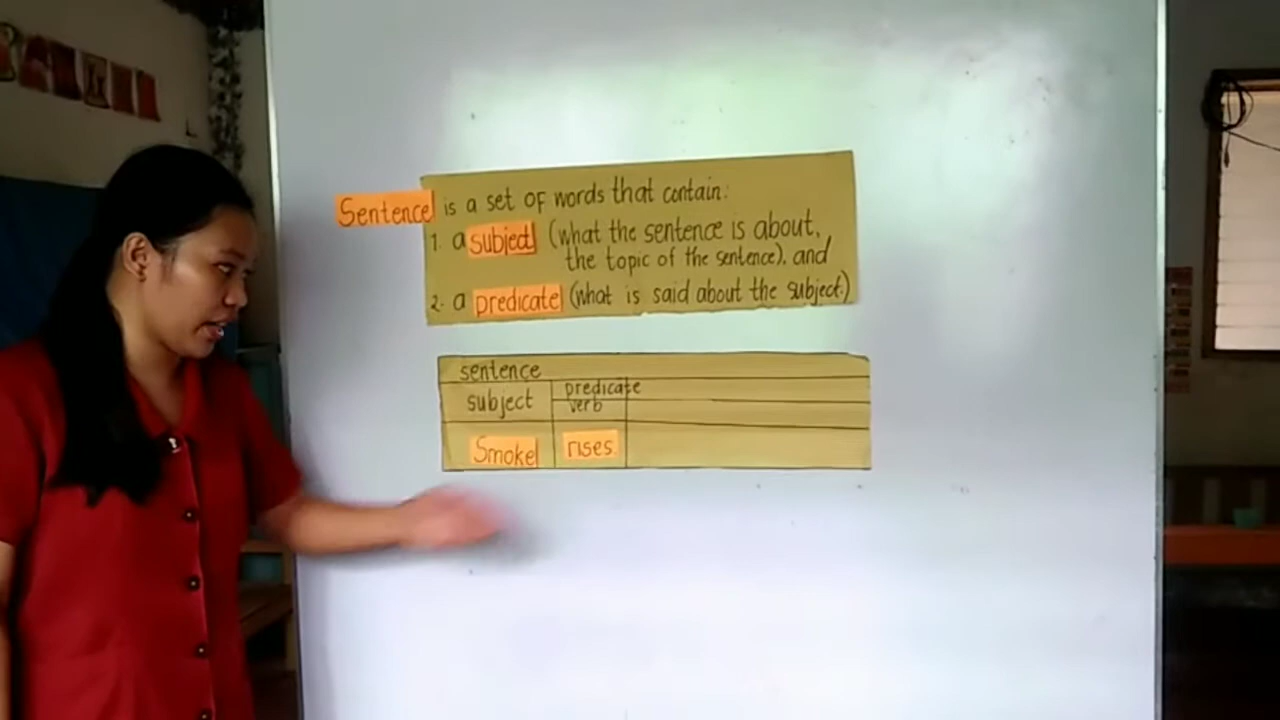 Sentence is a set of words that contain:
1. a subject (what the sentence is about,
the topic of the sentence), and
2. a predicate (what is said about the subject.)
sentence
subject predicate
verb
Smoke rises.